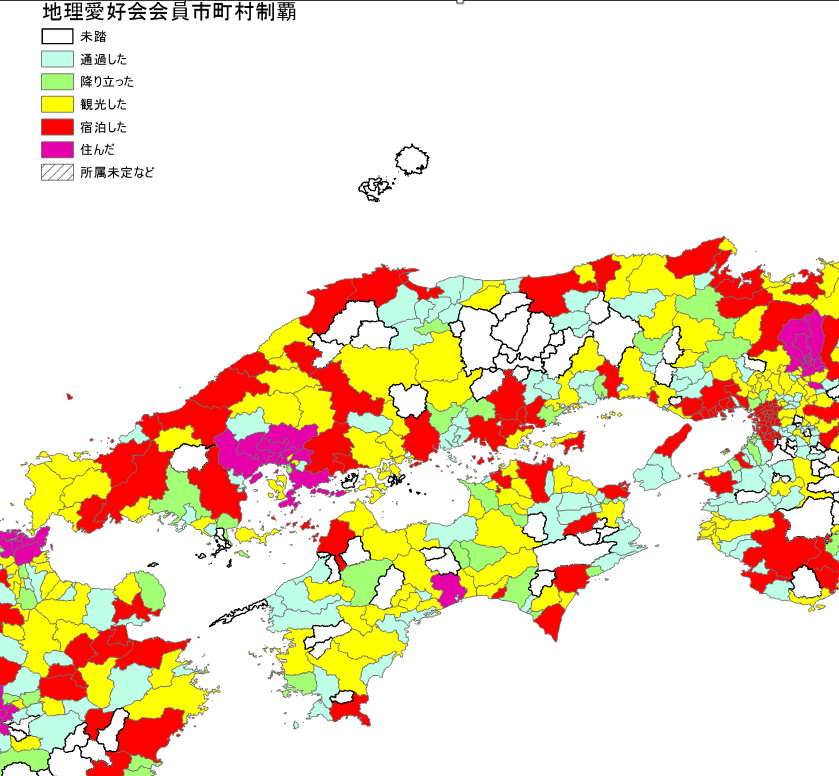 地理愛好会会員市町村制覇
未踏
通過した
降り立った
観光した
宿泊した
住んだ
所属未定など